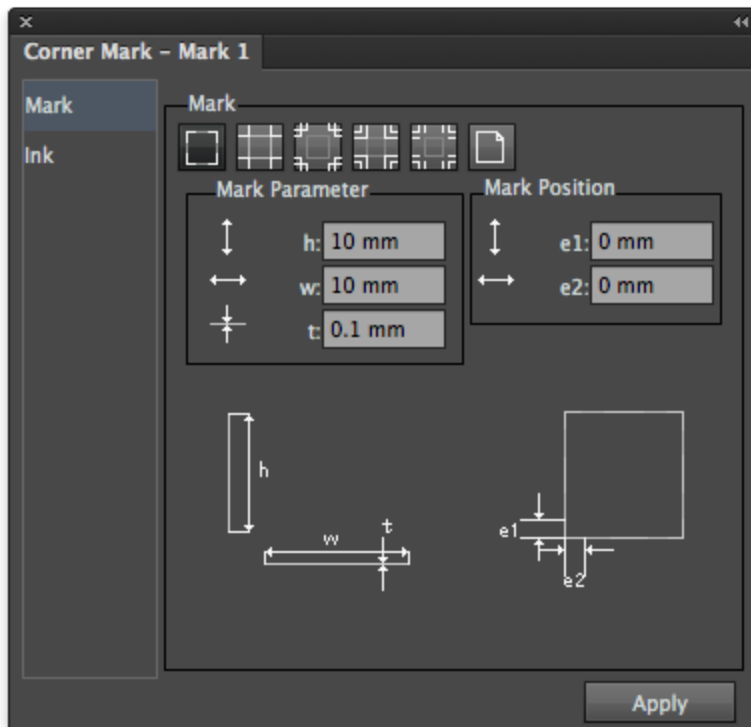 Corner Mark – Mark 1
Mark
Ink
Mark
Mark Parameter
h: 10 mm
w: 10 mm
t: 0.1 mm
Mark Position
e1: 0 mm
e2: 0 mm
h
w
t
e1
e2
Apply